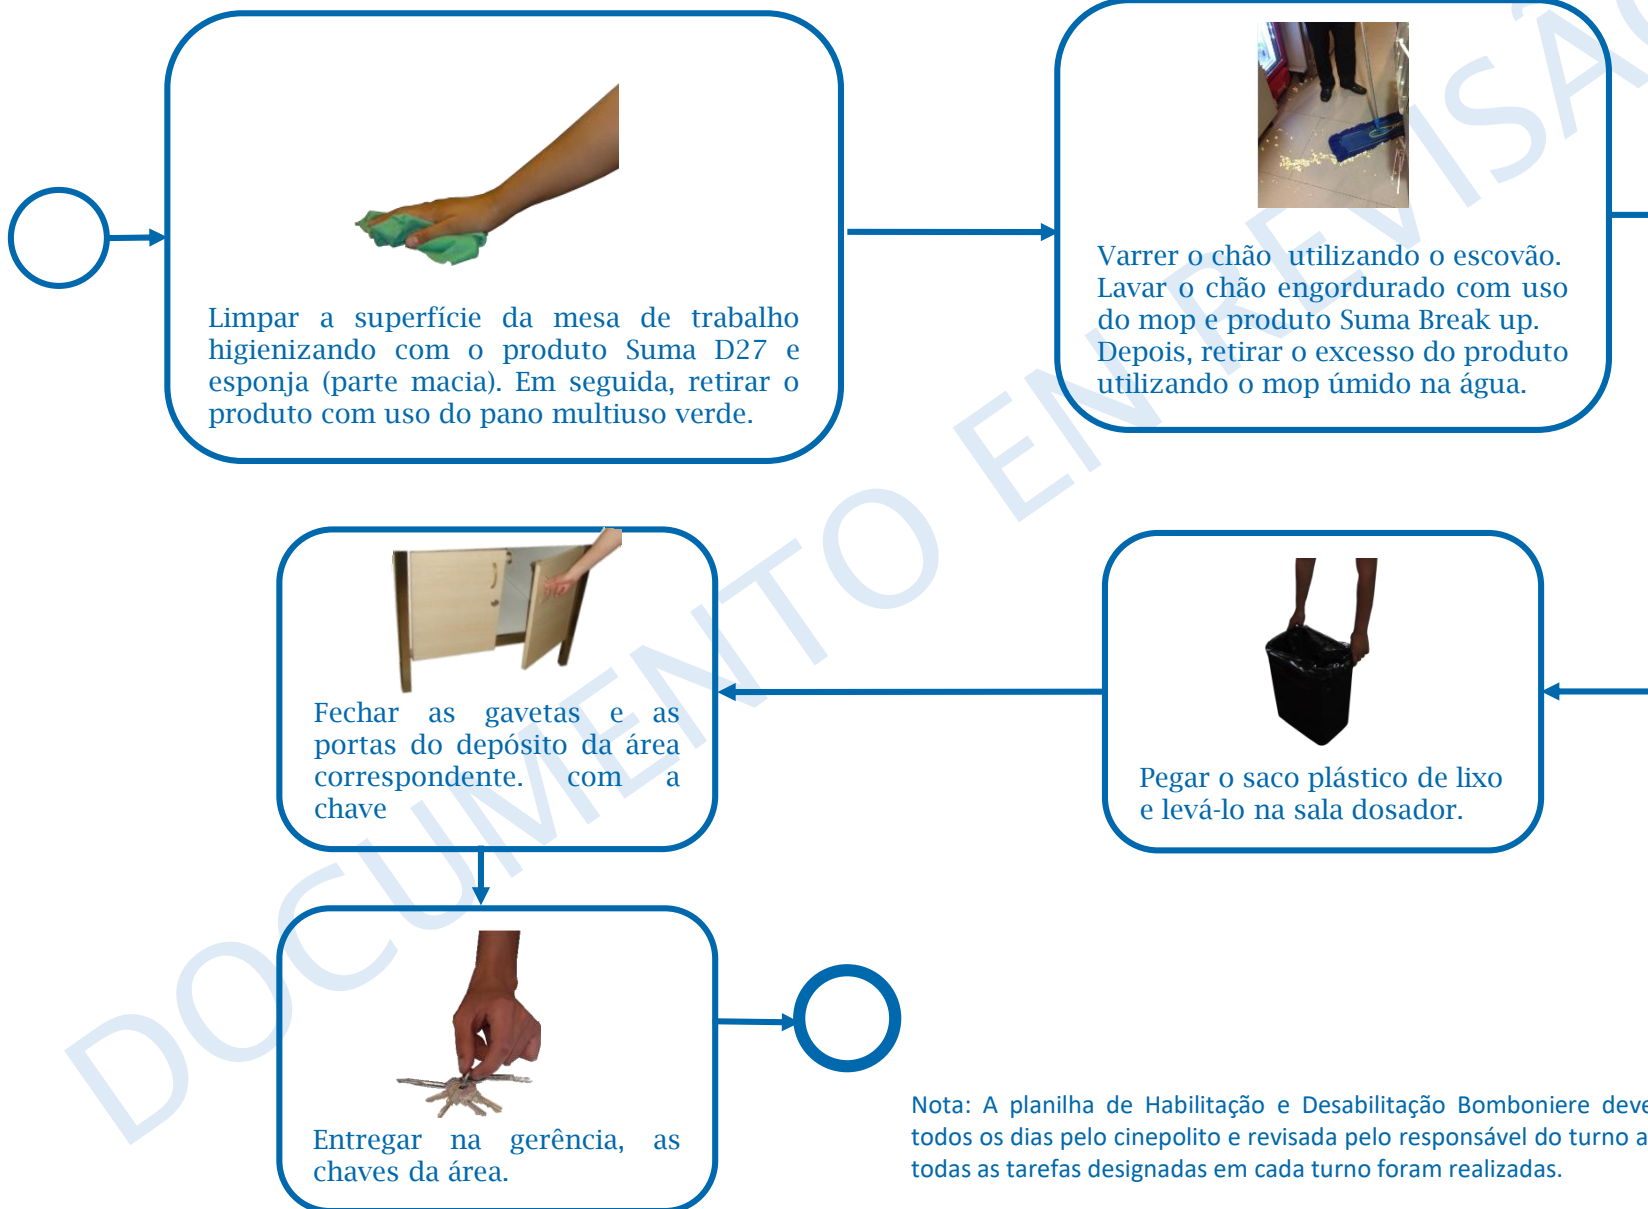 Limpar a superfície da mesa de trabalho
higienizando com o produto Suma D27 e
esponja (parte macia). Em seguida, retirar o
produto com uso do pano multiuso verde.
Varrer o chão utilizando o escovão.
Lavar o chão engordurado com uso
do mop e produto Suma Break up.
Depois, retirar o excesso do produto
utilizando o mop úmido na água.
Fechar as gavetas e as
portas do depósito da área
correspondente. com a
chave
Pegar o saco plástico de lixo
e levá-lo na sala dosador.
Entregar na gerência, as
chaves da área.
Nota: A planilha de Habilitação e Desabilitação Bomboniere
todos os dias pelo cinepolito e revisada pelo responsável do turno
todas as tarefas designadas em cada turno foram realizadas.
DOCUMENTO EN REVISÃO